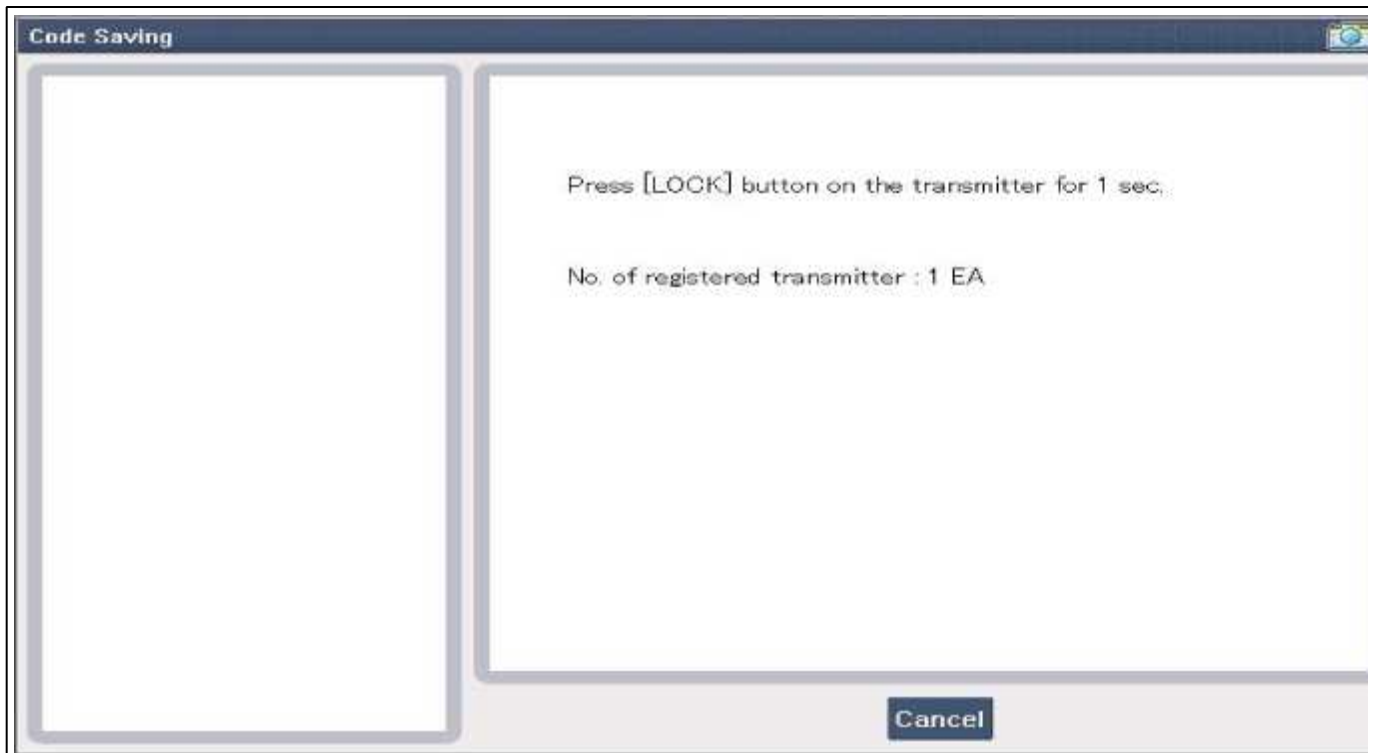 Code Saving
Press [LOCK] button on the transmitter for 1 sec.
No. of registered transmitter : 1 EA
Cancel